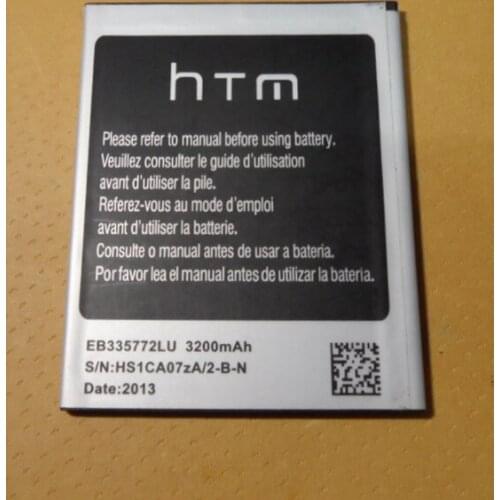 hTm
Please refer to manual before using battery.
Veuillez consulter le guide d'utilisation
avant d'utiliser la pile.
Referez-vous au mode d'emploi
avant d'utiliser la batterie.
Consulte o manual antes de usar a bateria.
Por favor lea el manual antes de utilizar la bateria.
EB335772LU 3200mAh
S/N:HS1CA07zA/2-B-N
Date:2013